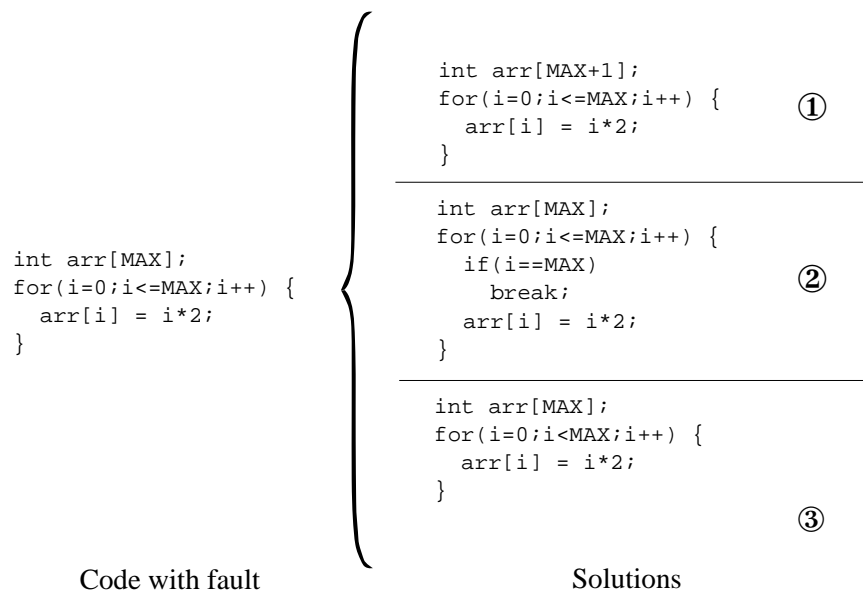 int arr[MAX];
for(i=0;i<=MAX;i++) {
  arr[i] = i*2;
}
Code with fault
int arr[MAX+1];
for(i=0;i<=MAX;i++) {
  arr[i] = i*2;
}
①
int arr[MAX];
for(i=0;i<=MAX;i++) {
  if(i==MAX)
    break;
  arr[i] = i*2;
}
②
int arr[MAX];
for(i=0;i<MAX;i++) {
  arr[i] = i*2;
}
③
Solutions